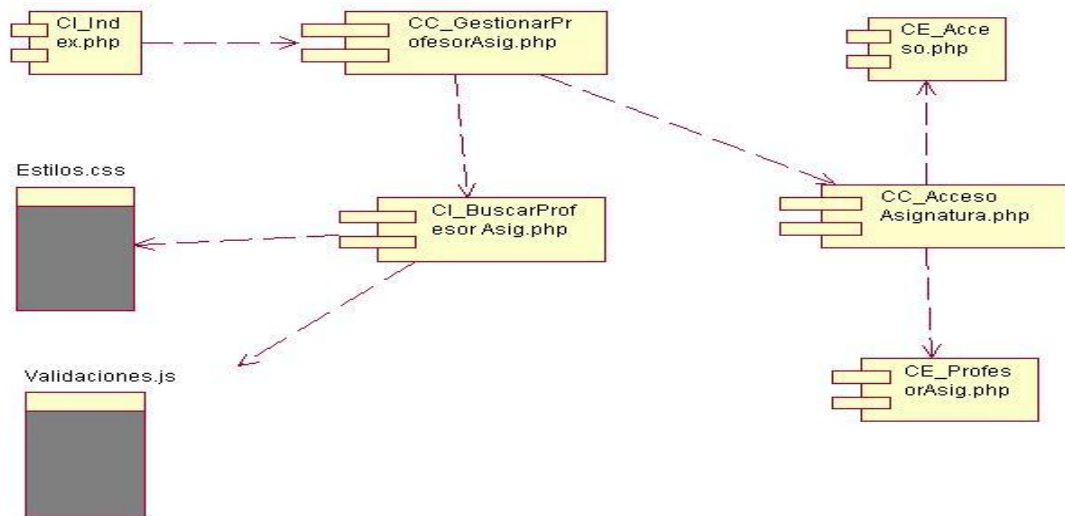 CI_Ind
ex.php
CC_GestionarPr
ofesorAsig.php
CE_Acce
so.php
Estilos.css
CI_BuscarProf
esor Asig.php
CC_Acceso
Asignatura.php
Validaciones.js
CE_Profes
orAsig.php